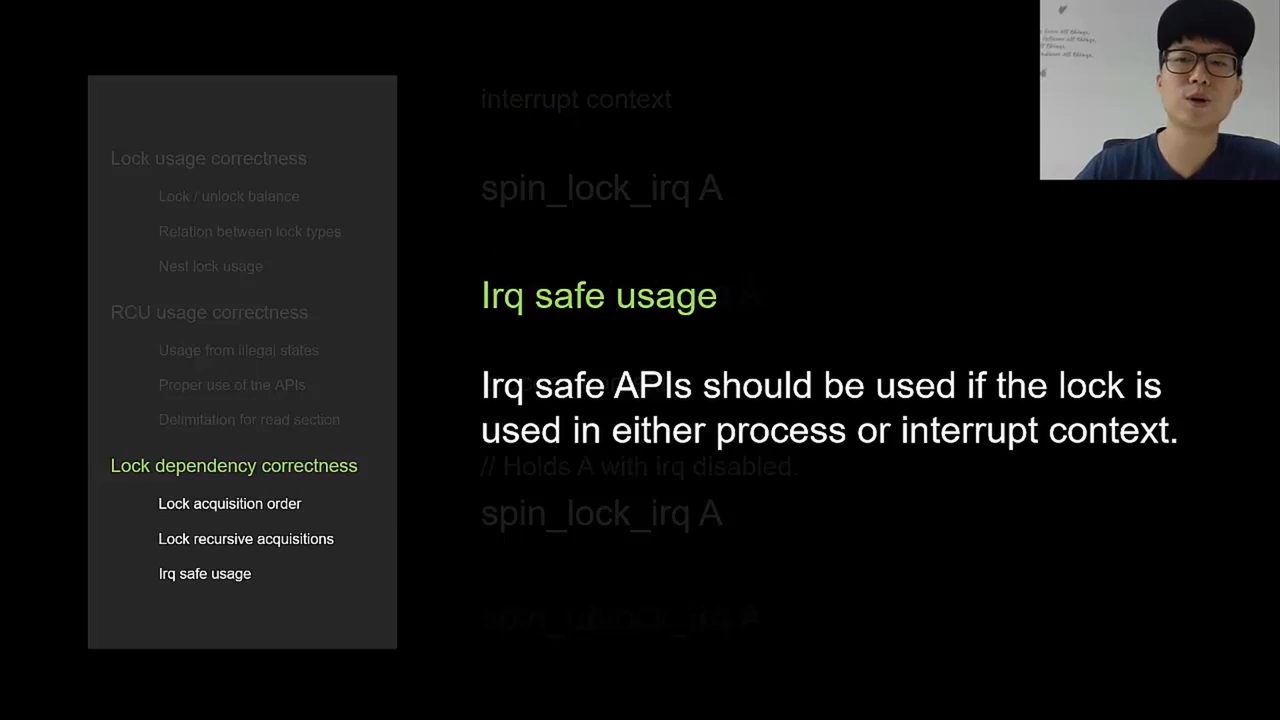 Lock usage correctness
Lock / unlock balance
Relation between lock types
Nest lock usage
RCU usage correctness
Usage from illegal states
Proper use of the APIs
Delimitation for read section
Lock dependency correctness
Lock acquisition order
Lock recursive acquisitions
Irq safe usage
interrupt context
spin_lock_irq A
Irq safe usage
Irq safe APIs should be used if the lock is
used in either process or interrupt context.
// Holds A with irq disabled.
spin_lock_irq A